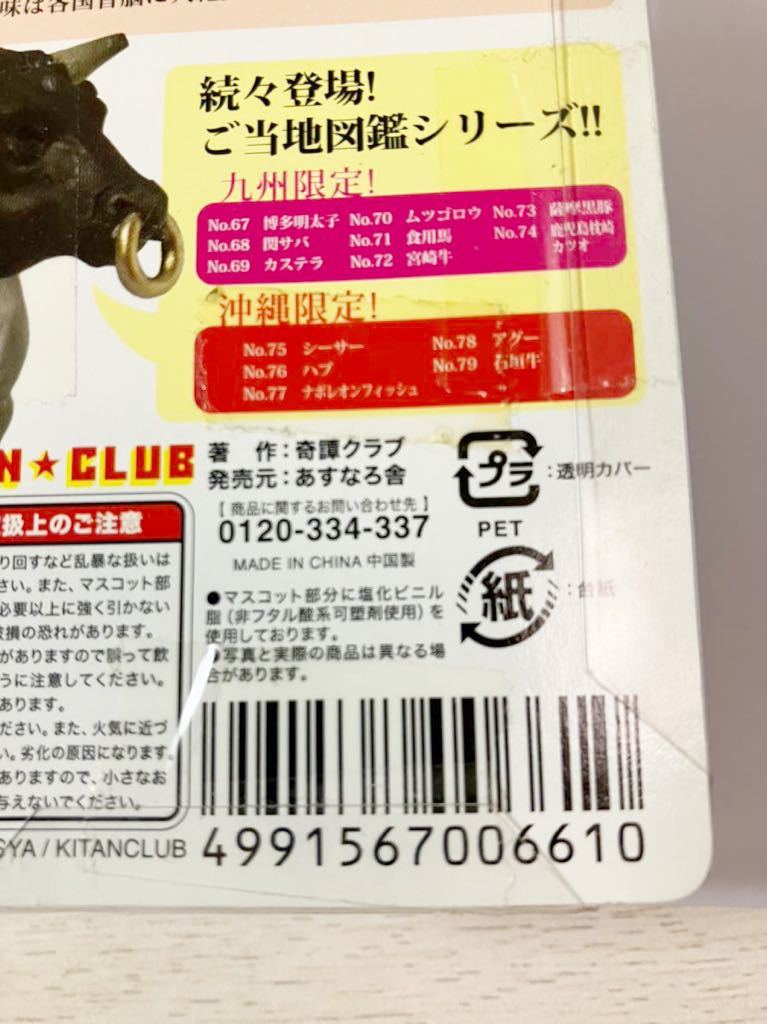 味は各国首脳に
続々登場!
ご当地図鑑シリーズ!!
九州限定!
No.67 博多明太子 No.70 ムツゴロウ No.73 薩摩黒豚
No.68 関サバ No.71 食用馬 No.74 鹿児島枕崎カツオ
No.69 カステラ No.72 宮崎牛
沖縄限定!
No.75 シーサー No.78 アグー
No.76 ハブ No.79 石垣牛
No.77 ナポレオンフィッシュ
N★CLUB
著 作:奇譚クラブ
発売元:あすなろ舎
[ 商品に関するお問い合わせ先 ]
0120-334-337
MADE IN CHINA 中国製
プラ :透明カバー
PET
紙 :台紙
●マスコット部分に塩化ビニル
脂(非フタル酸系可塑剤使用)を
使用しております。
●写真と実際の商品は異なる場
合があります。
扱上のご注意
り回すなど乱暴な扱いは
さい。また、マスコット部
必要以上に強く引かない
破損の恐れがあります。
がありますので誤って飲
うに注意してください。
あります。
ださい。また、火気に近づ
い。劣化の原因になります。
ありますので、小さなお
与えないでください。
SYA / KITANCLUB
4991567006610